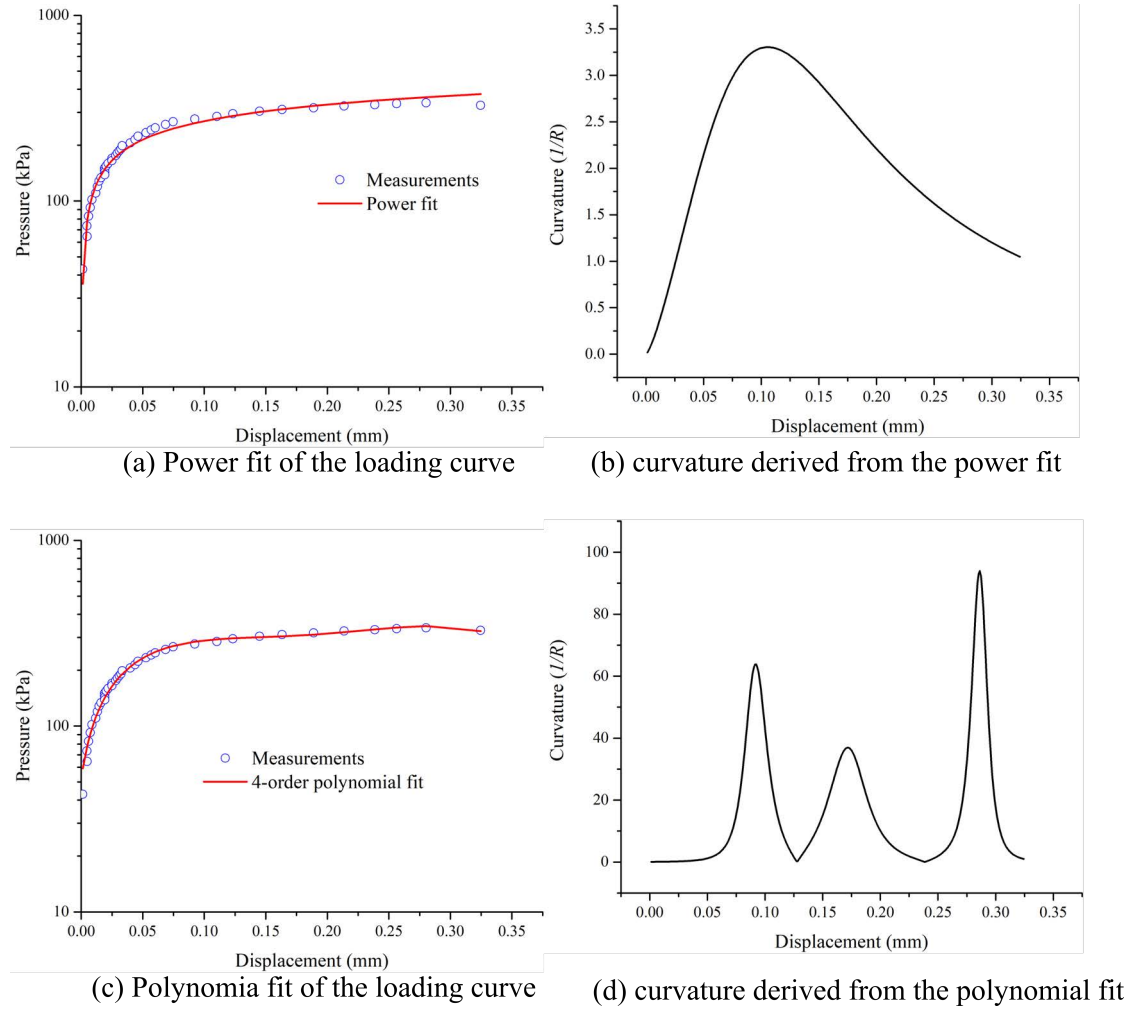 1000
100
10
Pressure (kPa)
Measurements
Power fit
0.00 0.05 0.10 0.15 0.20 0.25 0.30 0.35
Displacement (mm)
(a) Power fit of the loading curve
3.5
3.0
2.5
2.0
1.5
1.0
0.5
0.0
Curvature (1/R)
0.00 0.05 0.10 0.15 0.20 0.25 0.30 0.35
Displacement (mm)
(b) curvature derived from the power fit
1000
100
10
Pressure (kPa)
Measurements
4-order polynomial fit
0.00 0.05 0.10 0.15 0.20 0.25 0.30 0.35
Displacement (mm)
(c) Polynomia fit of the loading curve
100
80
60
40
20
0
Curvature (1/R)
0.00 0.05 0.10 0.15 0.20 0.25 0.30 0.35
Displacement (mm)
(d) curvature derived from the polynomial fit